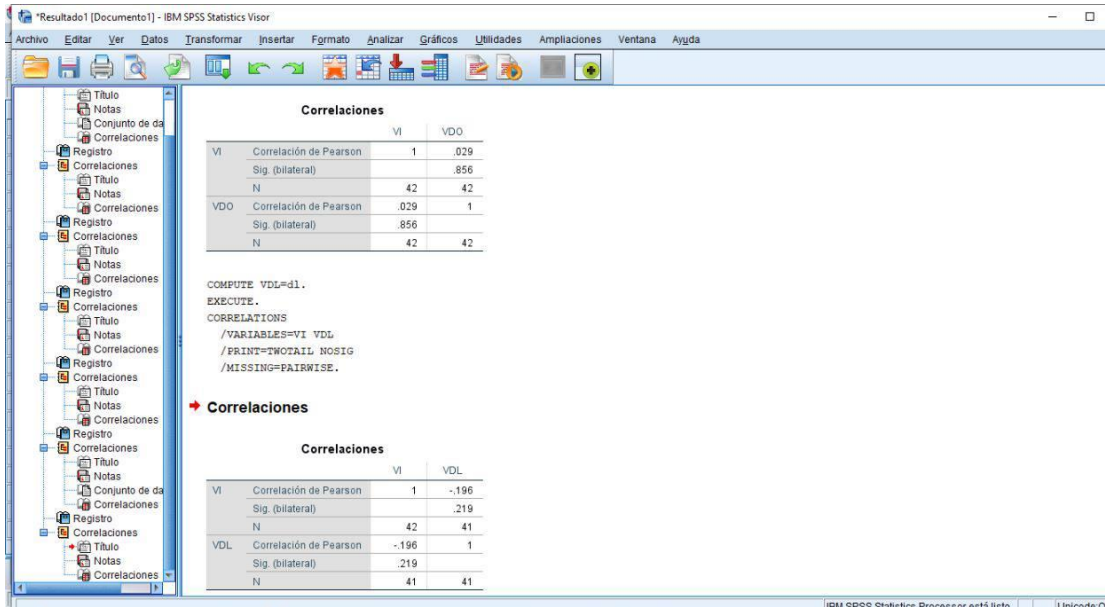 *Resultado1 [Documento1] - IBM SPSS Statistics Visor
Archivo Editar Ver Datos Transformar Insertar Formato Analizar Gráficos Utilidades Ampliaciones Ventana Ayuda
Título
Notas
Conjunto de da
Correlaciones
Registro
Correlaciones
Título
Notas
Correlaciones
Registro
Correlaciones
Título
Notas
Correlaciones
Registro
Correlaciones
Título
Notas
Correlaciones
Registro
Correlaciones
Título
Notas
Correlaciones
Registro
Correlaciones
Título
Notas
Conjunto de da
Correlaciones
Registro
Correlaciones
Título
Notas
Correlaciones
Correlaciones
VI VDO
VI Correlación de Pearson 1 .029
Sig. (bilateral) .856
N 42 42
VDO Correlación de Pearson .029 1
Sig. (bilateral) .856
N 42 42
COMPUTE VDL=dl.
EXECUTE.
CORRELATIONS
/VARIABLES=VI VDL
/PRINT=TWOTAIL NOSIG
/MISSING=PAIRWISE.
Correlaciones
Correlaciones
VI VDL
VI Correlación de Pearson 1 -.196
Sig. (bilateral) .219
N 42 41
VDL Correlación de Pearson -.196 1
Sig. (bilateral) .219
N 41 41
IBM SPSS Statistics Processor está listo Unicode:O